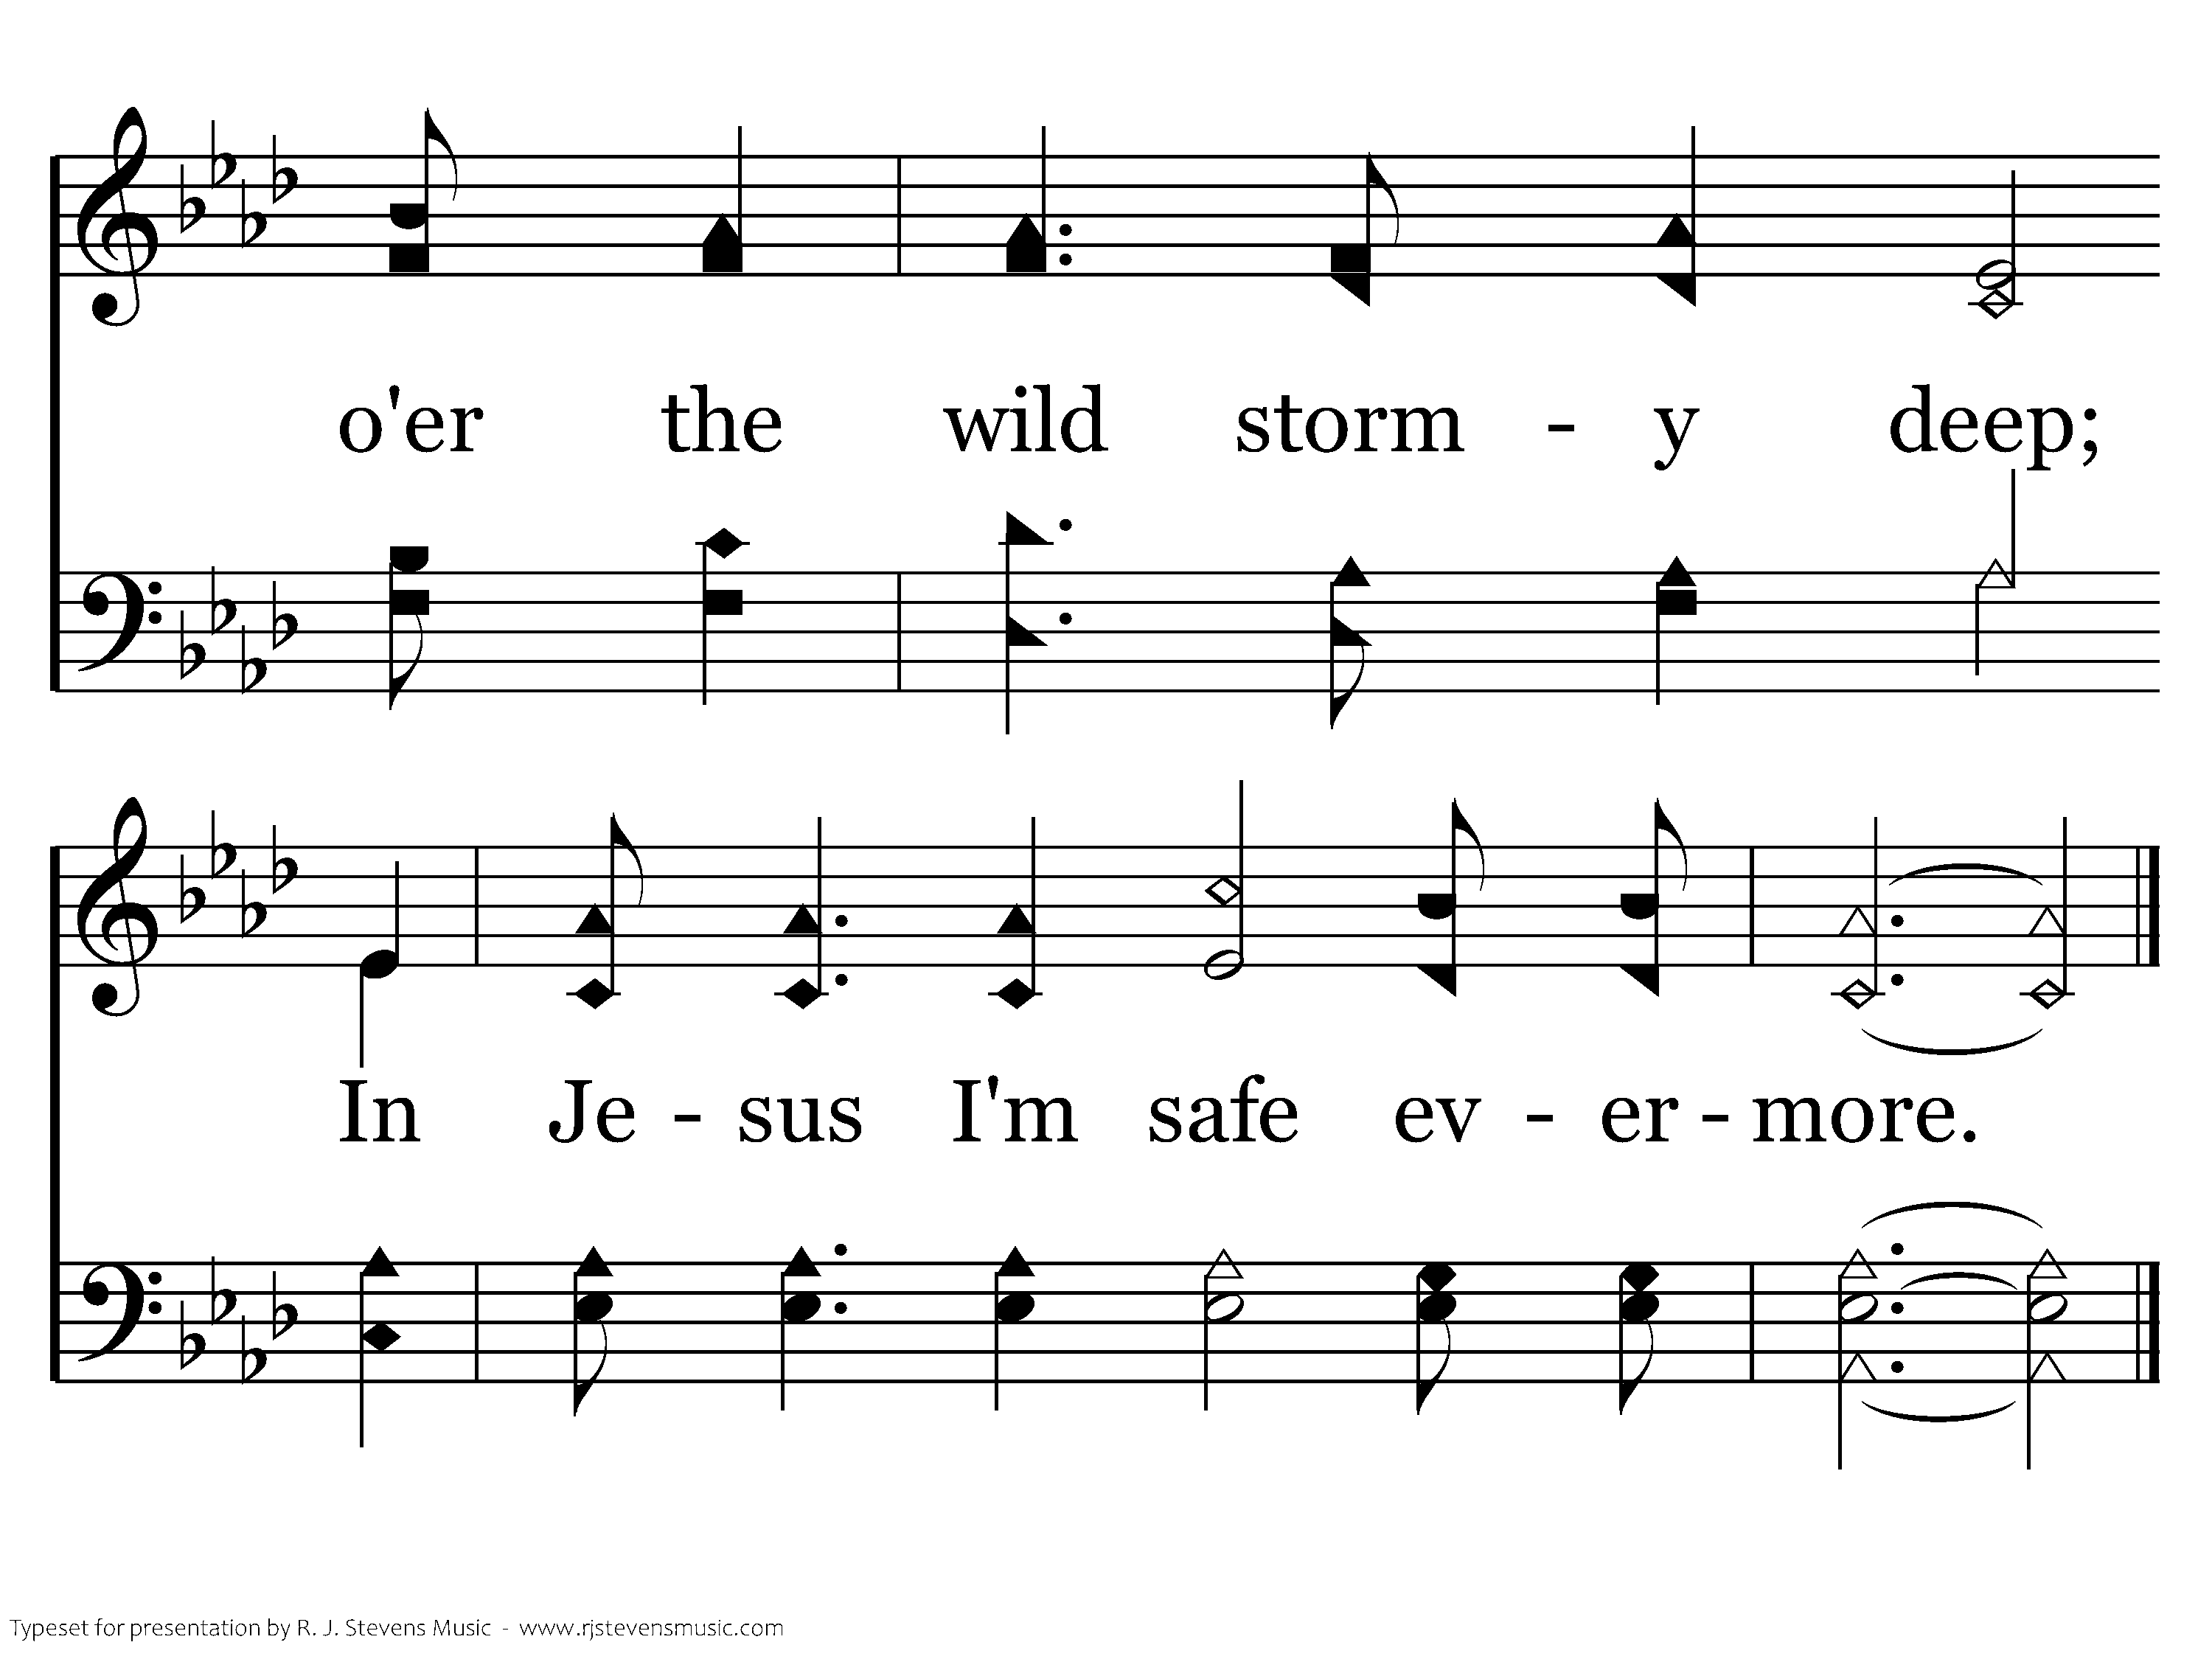 o'er the wild storm - y deep;
In Je - sus I'm safe ev - er - more.
Typeset for presentation by R. J. Stevens Music - www.rjstevensmusic.com